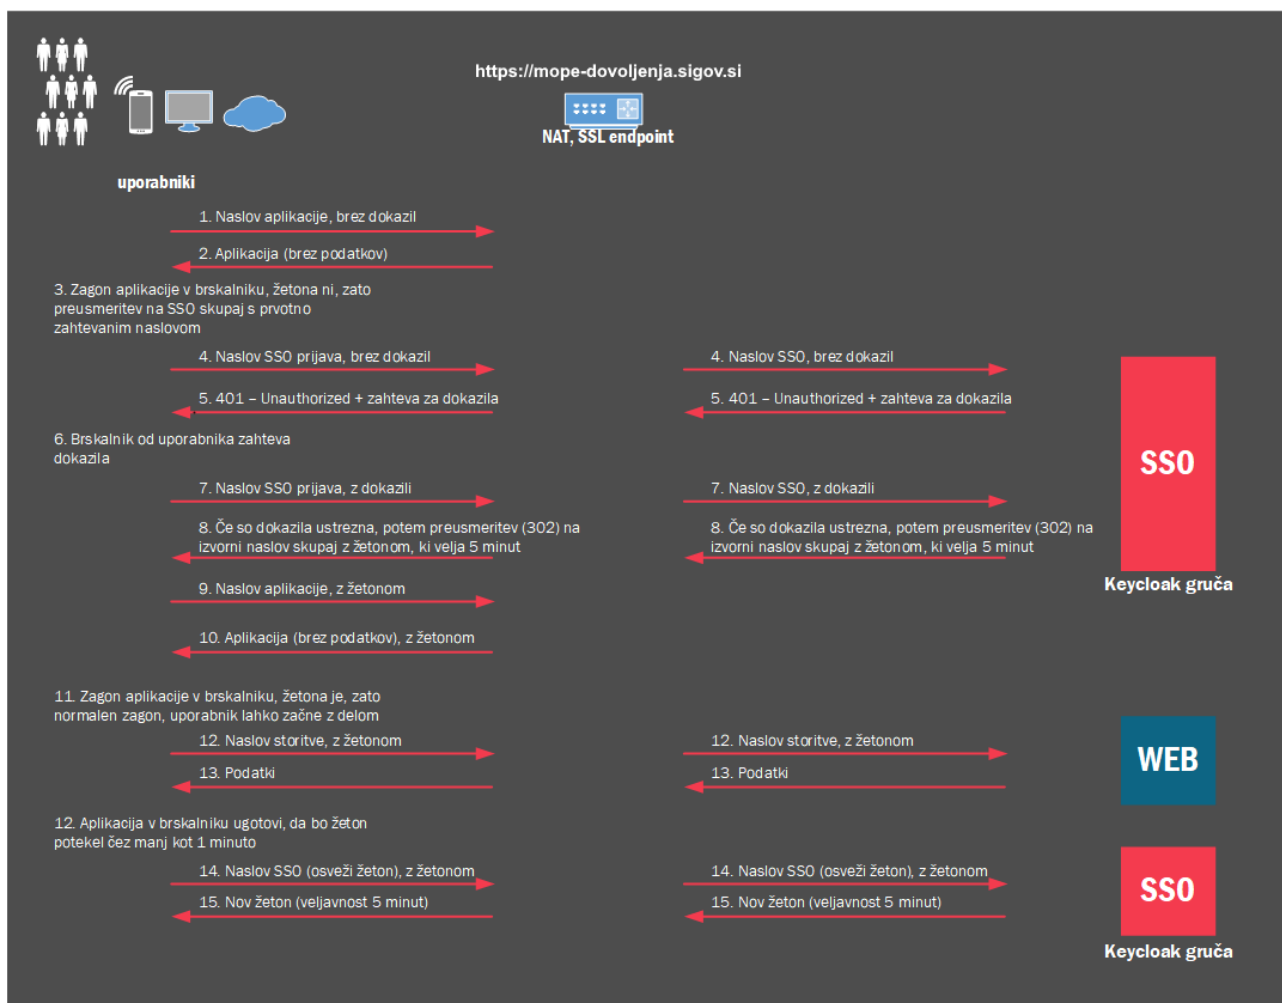 https://mope-dovoljenja.sigov.si
NAT, SSL endpoint
uporabniki
1. Naslov aplikacije, brez dokazil
2. Aplikacija (brez podatkov)
3. Zagon aplikacije v brskalniku, žetona ni, zato
preusmeritev na SSO skupaj s prvotno
zahtevanim naslovom
4. Naslov SSO prijava, brez dokazil
4. Naslov SSO, brez dokazil
5. 401 – Unauthorized + zahteva za dokazila
5. 401 – Unauthorized + zahteva za dokazila
6. Brskalnik od uporabnika zahteva
dokazila
SSO
7. Naslov SSO prijava, z dokazili
7. Naslov SSO, z dokazili
8. Če so dokazila ustrezna, potem preusmeritev (302) na
izvorni naslov skupaj z žetonom, ki velja 5 minut
8. Če so dokazila ustrezna, potem preusmeritev (302) na
izvorni naslov skupaj z žetonom, ki velja 5 minut
Keycloak gruča
9. Naslov aplikacije, z žetonom
10. Aplikacija (brez podatkov), z žetonom
11. Zagon aplikacije v brskalniku, žetona je, zato
normalen zagon, uporabnik lahko začne z delom
12. Naslov storitve, z žetonom
12. Naslov storitve, z žetonom
WEB
13. Podatki
13. Podatki
12. Aplikacija v brskalniku ugotovi, da bo žeton
potekel čez manj kot 1 minuto
14. Naslov SSO (osveži žeton), z žetonom
14. Naslov SSO (osveži žeton), z žetonom
SSO
15. Nov žeton (veljavnost 5 minut)
15. Nov žeton (veljavnost 5 minut)
Keycloak gruča